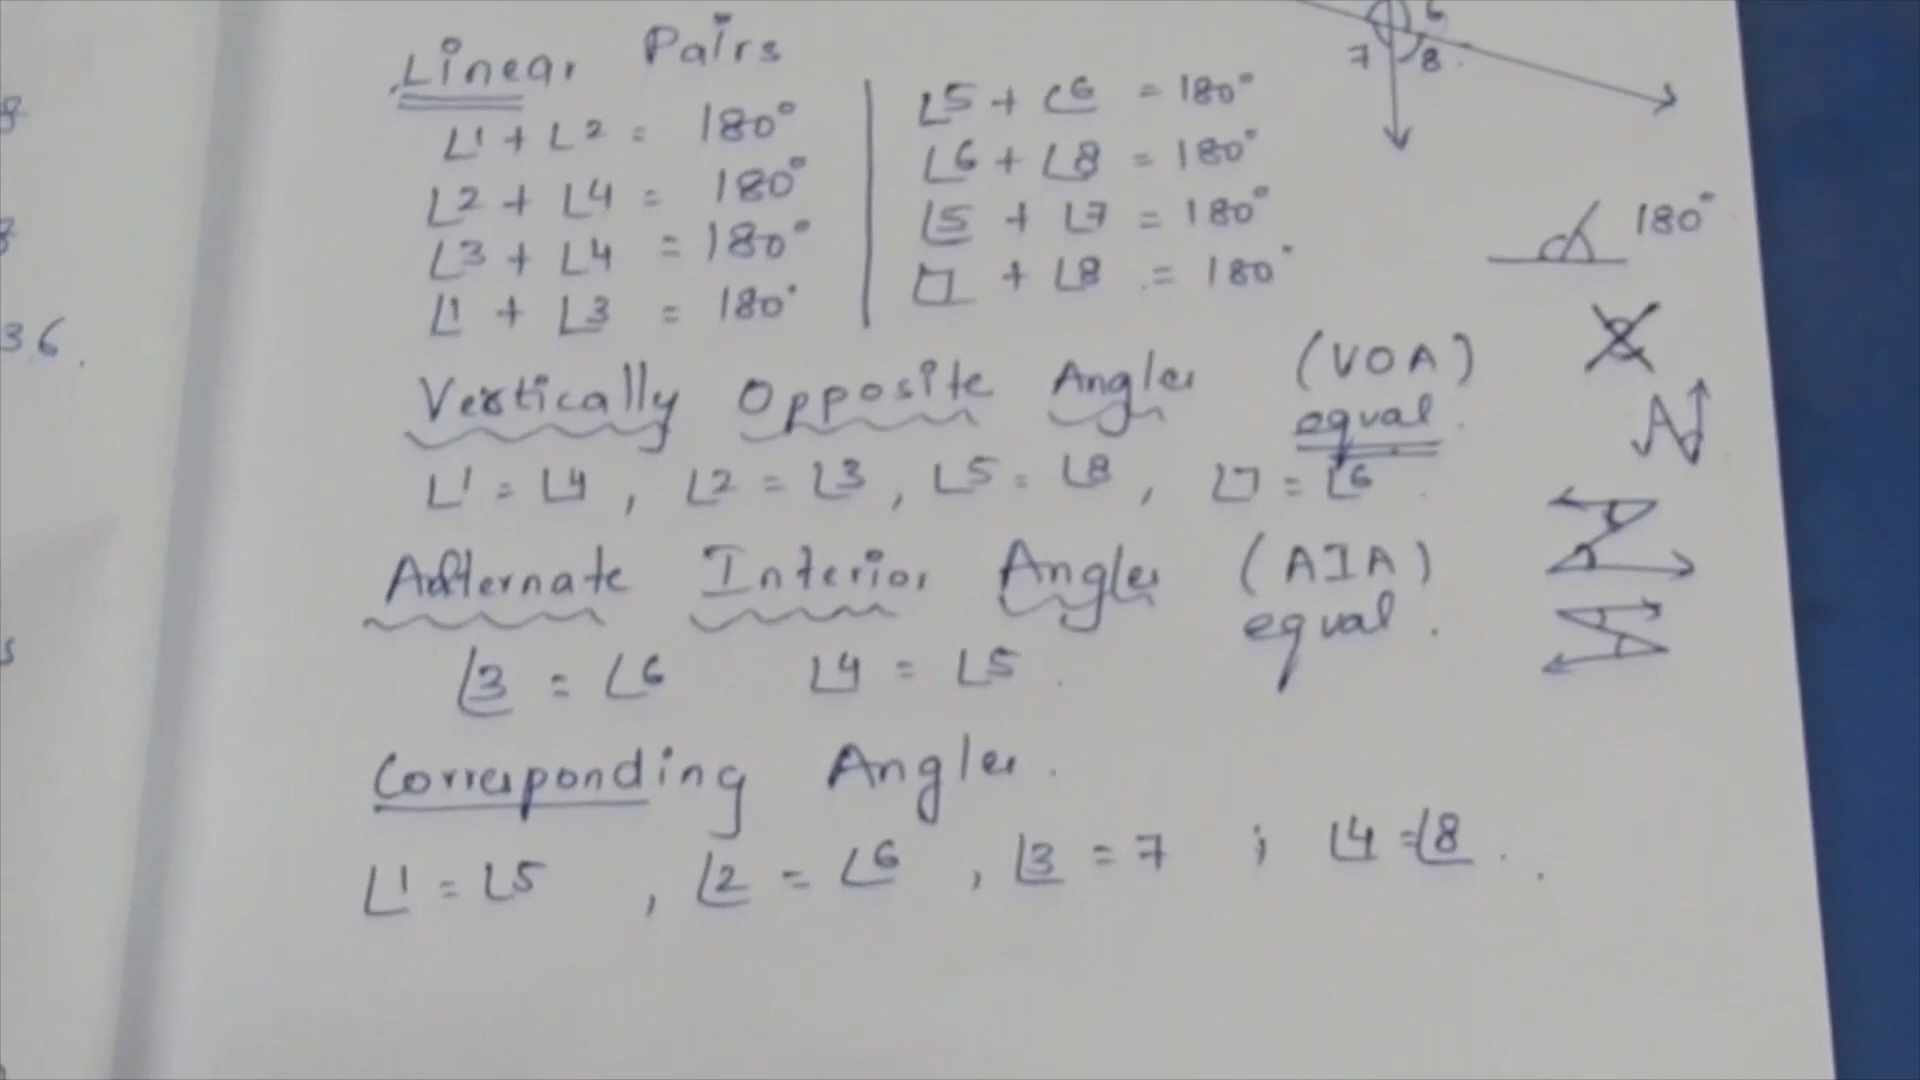 6
7 8
Linear Pairs
∠1 + ∠2 = 180°
∠2 + ∠4 = 180°
∠3 + ∠4 = 180°
∠1 + ∠3 = 180°
∠5 + ∠6 = 180°
∠6 + ∠8 = 180°
∠5 + ∠7 = 180°
∠7 + ∠8 = 180°
180°
Vertically Opposite Angles (VOA)
equal.
∠1 = ∠4, ∠2 = ∠3, ∠5 = ∠8, ∠7 = ∠6
Alternate Interior Angles (AIA)
equal.
∠3 = ∠6 ∠4 = ∠5.
Corresponding Angles.
∠1 = ∠5, ∠2 = ∠6, ∠3 = 7; ∠4 = ∠8.
36.